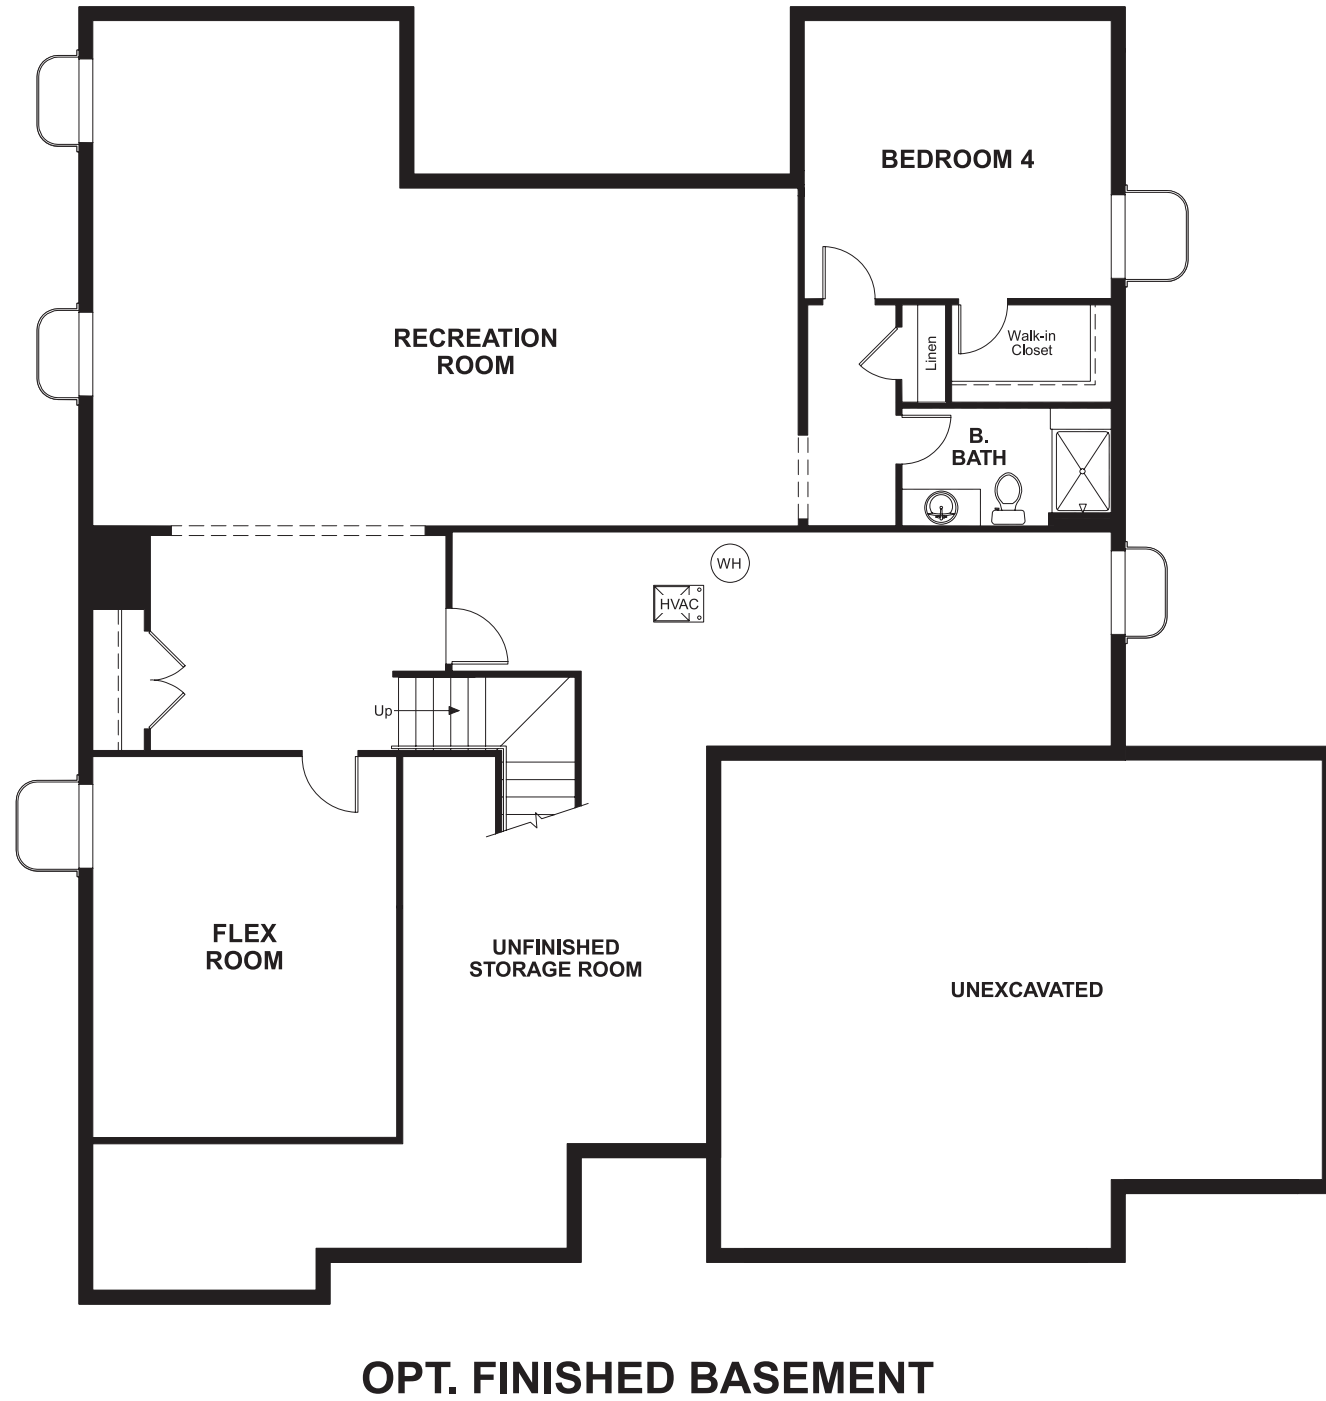 BEDROOM 4
RECREATION
ROOM
Linen
Walk-in
Closet
B.
BATH
WH
HVAC
Up
FLEX
ROOM
UNFINISHED
STORAGE ROOM
UNEXCAVATED
OPT. FINISHED BASEMENT